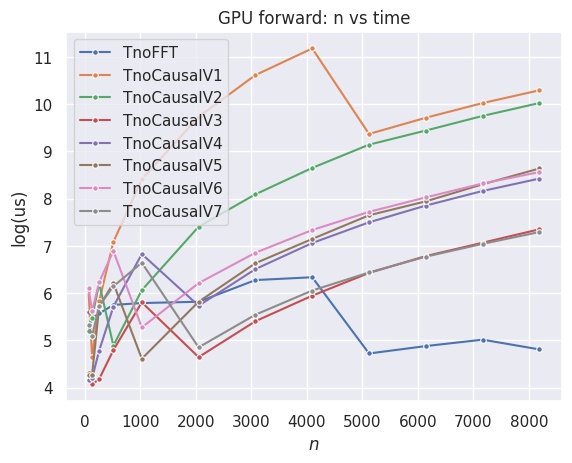 GPU forward: n vs time
log(us)
11
10
9
8
7
6
5
4
TnoFFT
TnoCausalV1
TnoCausalV2
TnoCausalV3
TnoCausalV4
TnoCausalV5
TnoCausalV6
TnoCausalV7
0 1000 2000 3000 4000 5000 6000 7000 8000
n